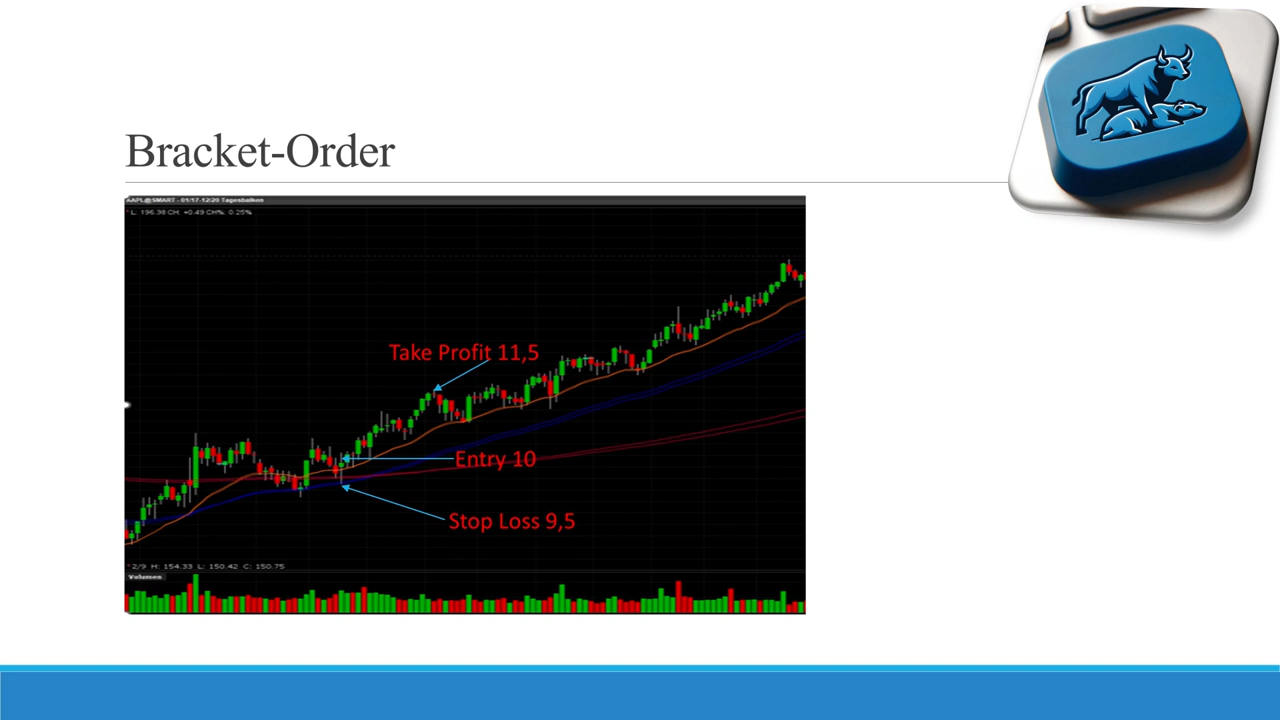 Bracket-Order
AAPL@SMART - 01/17-12/20 Tagesbalken
* L: 196.38 CH: +0.49 CH%: 0.25%
Take Profit 11,5
Entry 10
Stop Loss 9,5
* 2/9 H: 154.33 L: 150.42 C: 150.75
Volumen